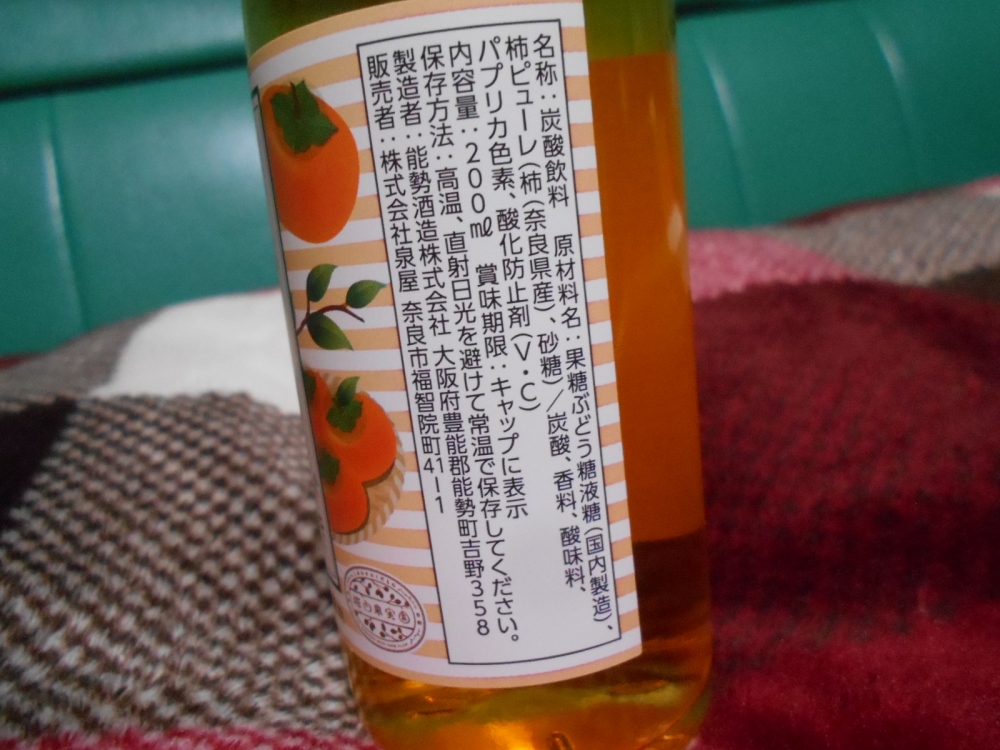 名称：炭酸飲料　原材料名：果糖ぶどう糖液糖（国内製造）、
柿ピューレ（柿（奈良県産）、砂糖）／炭酸、香料、酸味料、
パプリカ色素、酸化防止剤（V・C）
内容量：200㎖　賞味期限：キャップに表示
保存方法：高温、直射日光を避けて常温で保存してください。
製造者：能勢酒造株式会社 大阪府豊能郡能勢町吉野358
販売者：株式会社泉屋 奈良市福智院町41-1